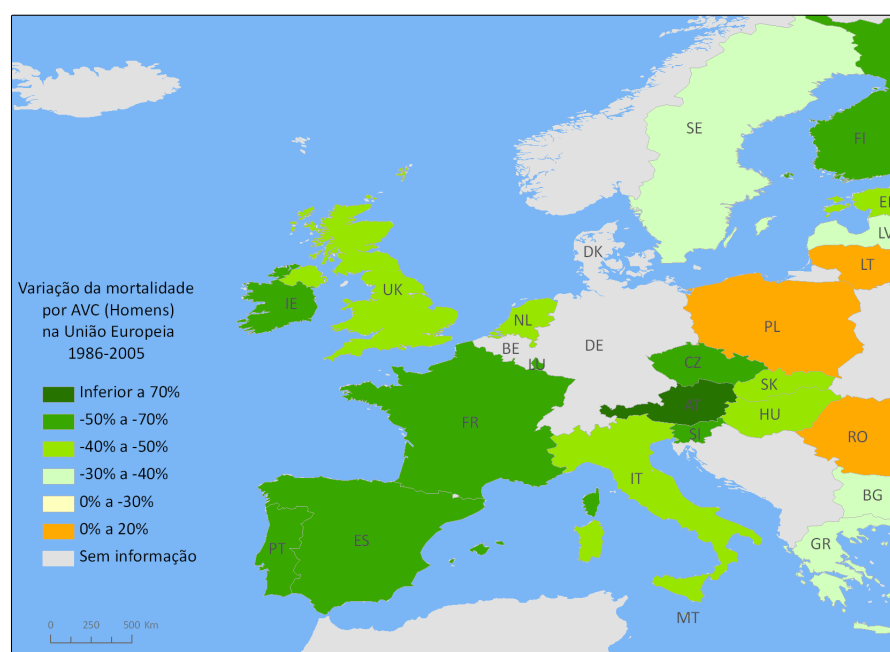 SE
FI
EE
LV
DK
LT
Variação da mortalidade
por AVC (Homens)
na União Europeia
1986-2005
IE
UK
NL
PL
BE
DE
LU
CZ
SK
Inferior a 70%
-50% a -70%
-40% a -50%
-30% a -40%
0% a -30%
0% a 20%
Sem informação
AT
HU
FR
SI
RO
IT
BG
PT
ES
GR
MT
0 250 500 Km